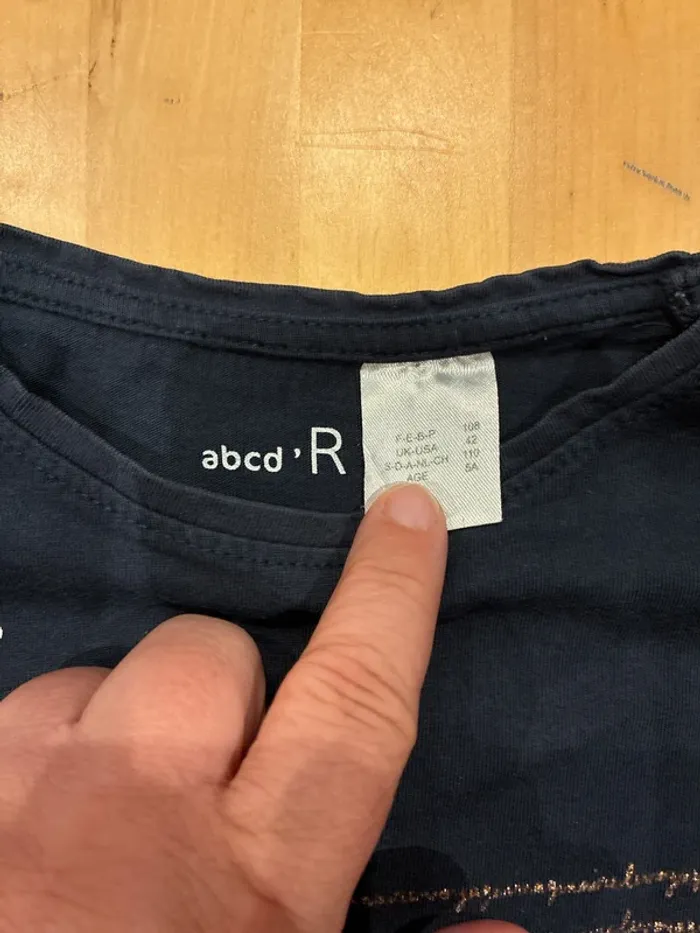 abcd'R
F-E-B-P 108
UK-USA 42
S-D-A-NL-CH 110
AGE 5A